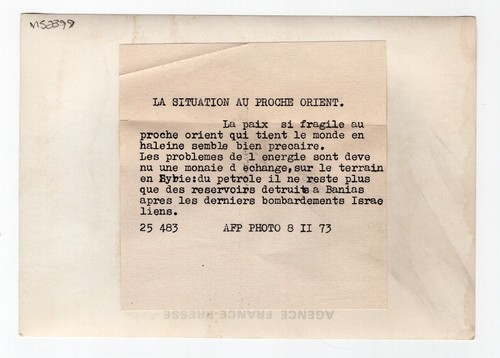 MSEB99
LA SITUATION AU PROCHE ORIENT.
La paix si fragile au
proche orient qui tient le monde en
haleine semble bien precaire.
Les problemes de l energie sont deve
nu une monaie d echange,sur le terrain
en Syrie:du petrole il ne reste plus
que des reservoirs detruits a Banias
apres les derniers bombardements Israe
liens.
25 483 AFP PHOTO 8 II 73
AGENCE FRANCE-PRESSE